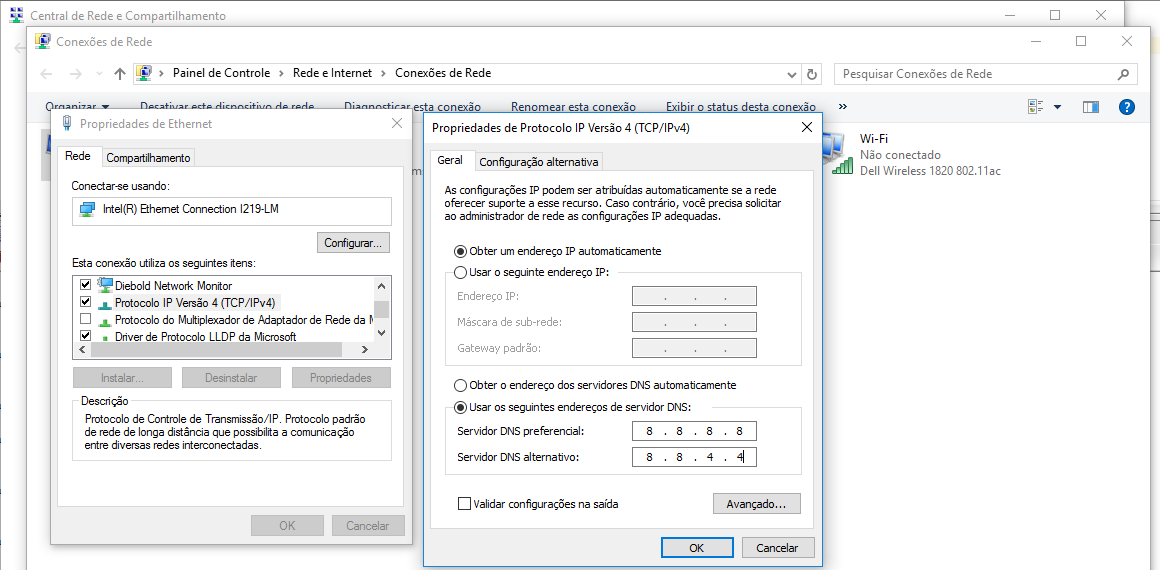 Central de Rede e Compartilhamento
Conexões de Rede
Painel de Controle > Rede e Internet > Conexões de Rede
Pesquisar Conexões de Rede
Organizar Desativar este dispositivo de rede Diagnosticar esta conexão Renomear esta conexão Exibir o status desta conexão »
Wi-Fi
Não conectado
Dell Wireless 1820 802.11ac
Propriedades de Ethernet
Rede Compartilhamento
Conectar-se usando:
Intel(R) Ethernet Connection I219-LM
Configurar...
Esta conexão utiliza os seguintes itens:
Diebold Network Monitor
Protocolo IP Versão 4 (TCP/IPv4)
Protocolo do Multiplexador de Adaptador de Rede da
Driver de Protocolo LLDP da Microsoft
Instalar... Desinstalar Propriedades
Descrição
Protocolo de Controle de Transmissão/IP. Protocolo padrão
de rede de longa distância que possibilita a comunicação
entre diversas redes interconectadas.
OK Cancelar
Propriedades de Protocolo IP Versão 4 (TCP/IPv4)
Geral Configuração alternativa
As configurações IP podem ser atribuídas automaticamente se a rede
oferecer suporte a esse recurso. Caso contrário, você precisa solicitar
ao administrador de rede as configurações IP adequadas.
Obter um endereço IP automaticamente
Usar o seguinte endereço IP:
Endereço IP: . . .
Máscara de sub-rede: . . .
Gateway padrão: . . .
Obter o endereço dos servidores DNS automaticamente
Usar os seguintes endereços de servidor DNS:
Servidor DNS preferencial: 8 . 8 . 8 . 8
Servidor DNS alternativo: 8 . 8 . 4 . 4
Validar configurações na saída
Avançado...
OK Cancelar